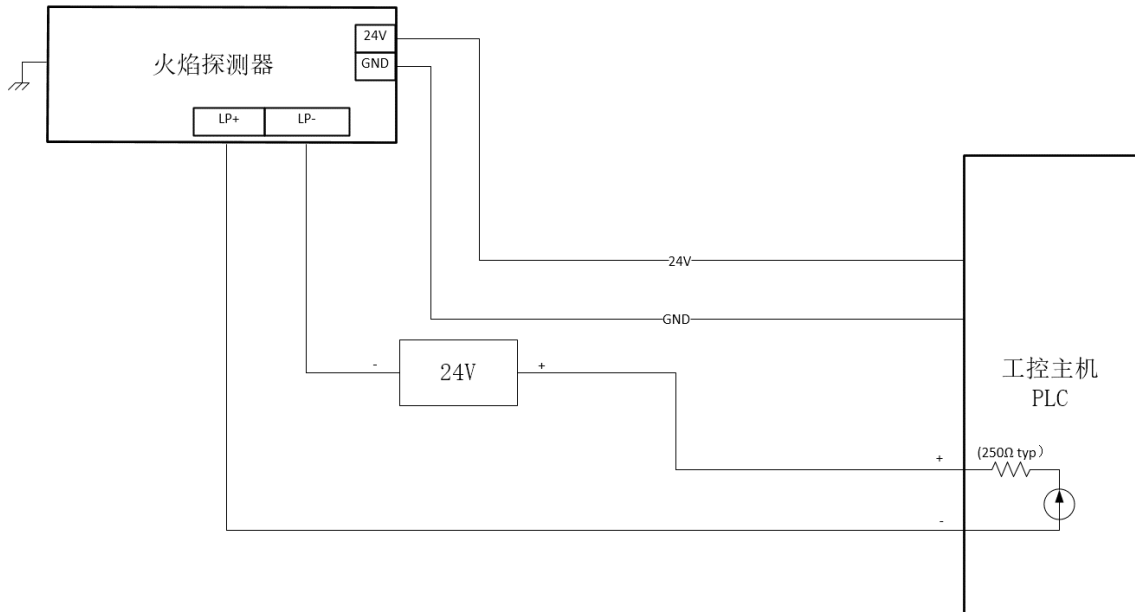 24V
火焰探测器
GND
LP+
LP-
24V
GND
-
24V
+
工控主机
PLC
(250Ω typ）
+
-